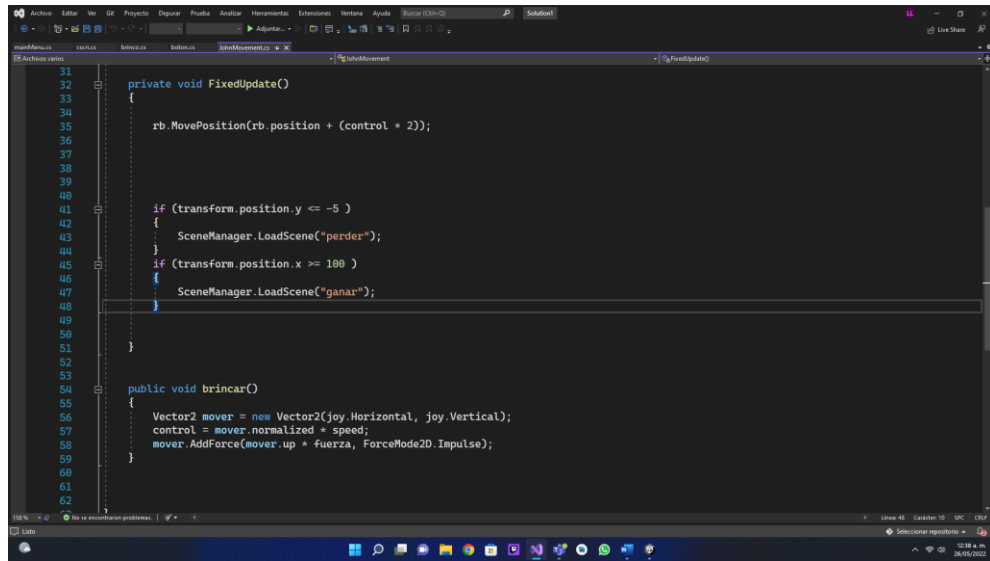 Archivo Editar Ver Git Proyecto Depurar Prueba Analizar Herramientas Extensiones Ventana Ayuda Buscar (Ctrl+Q) Solution1 LL
Adjuntar... Live Share
mainMenu.cs cscri.cs brinco.cs boton.cs JohnMovement.cs
Archivos varios JohnMovement FixedUpdate()
31
32 private void FixedUpdate()
33 {
34
35 rb.MovePosition(rb.position + (control * 2));
36
37
38
39
40
41 if (transform.position.y <= -5 )
42 {
43 SceneManager.LoadScene("perder");
44 }
45 if (transform.position.x >= 100 )
46 {
47 SceneManager.LoadScene("ganar");
48 }
49
50
51 }
52
53
54 public void brincar()
55 {
56 Vector2 mover = new Vector2(joy.Horizontal, joy.Vertical);
57 control = mover.normalized * speed;
58 mover.AddForce(mover.up * fuerza, ForceMode2D.Impulse);
59 }
60
61
62
158 % No se encontraron problemas. Línea: 48 Carácter: 10 SPC CRLF
Listo Seleccionar repositorio
12:38 a. m.
26/05/2022